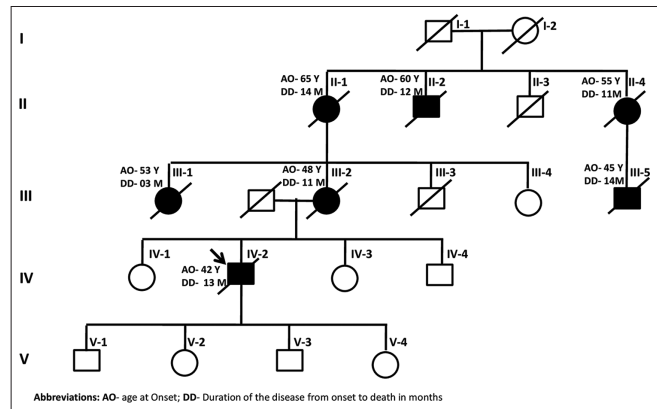 I
I-1
I-2
AO- 65 Y
DD- 14 M
II-1
AO- 60 Y
DD- 12 M
II-2
II-3
AO- 55 Y
DD- 11M
II-4
II
AO- 53 Y
DD- 03 M
III-1
AO- 48 Y
DD- 11 M
III-2
III-3
III-4
AO- 45 Y
DD- 14M
III-5
III
IV-1
AO- 42 Y
DD- 13 M
IV-2
IV-3
IV-4
IV
V-1
V-2
V-3
V-4
V
Abbreviations: AO- age at Onset; DD- Duration of the disease from onset to death in months